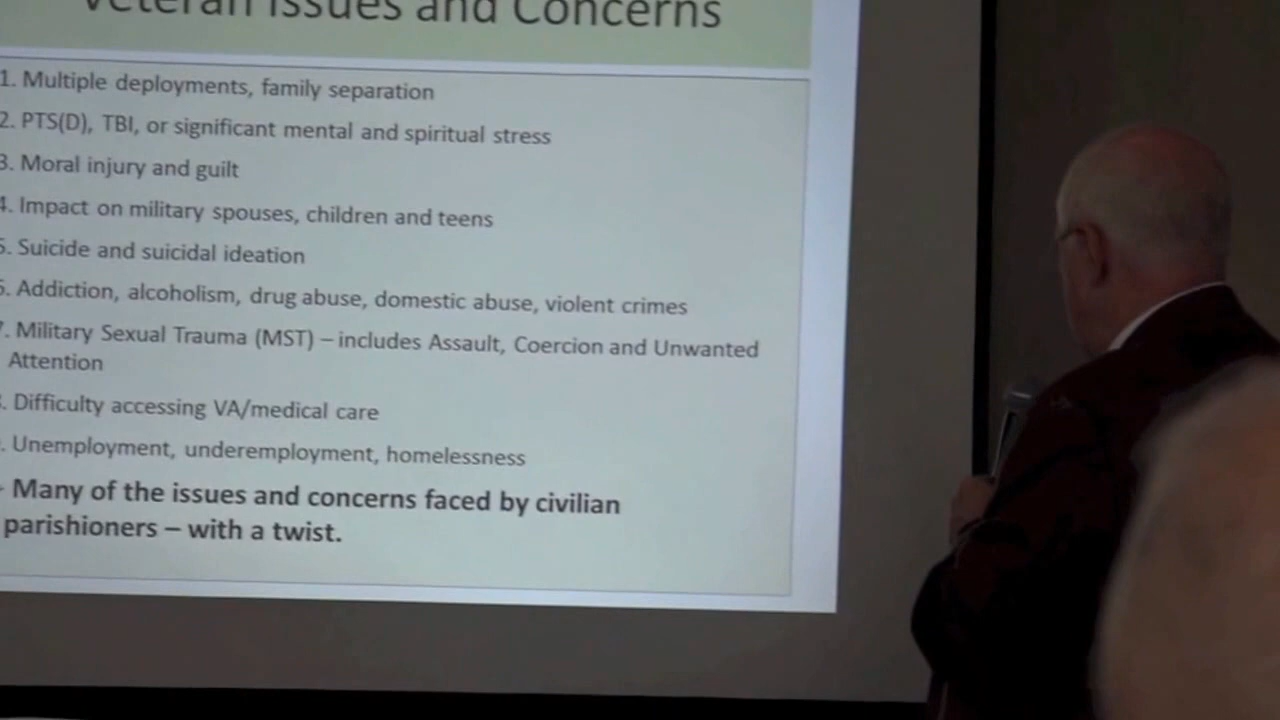 Veteran Issues and Concerns
1. Multiple deployments, family separation
2. PTS(D), TBI, or significant mental and spiritual stress
3. Moral injury and guilt
4. Impact on military spouses, children and teens
5. Suicide and suicidal ideation
6. Addiction, alcoholism, drug abuse, domestic abuse, violent crimes
7. Military Sexual Trauma (MST) – includes Assault, Coercion and Unwanted
Attention
. Difficulty accessing VA/medical care
. Unemployment, underemployment, homelessness
Many of the issues and concerns faced by civilian
parishioners – with a twist.